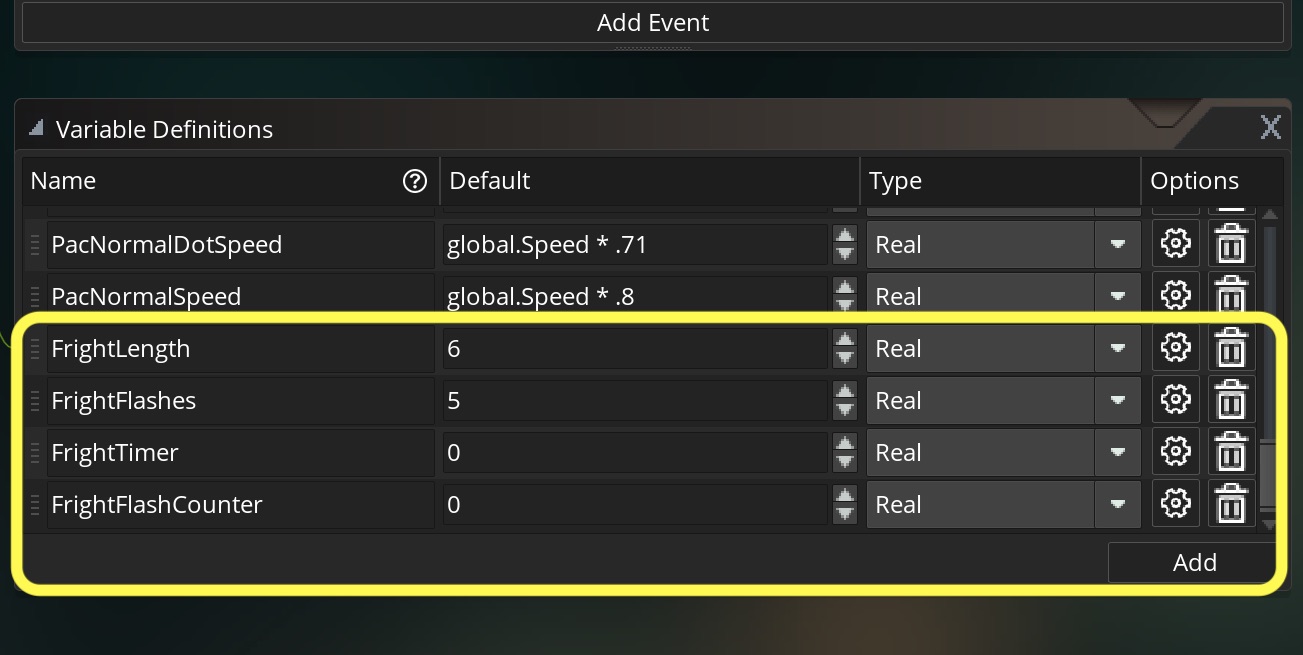 Add Event
Variable Definitions X
Name ? Default Type Options
PacNormalDotSpeed global.Speed * .71 Real
PacNormalSpeed global.Speed * .8 Real
FrightLength 6 Real
FrightFlashes 5 Real
FrightTimer 0 Real
FrightFlashCounter 0 Real
Add